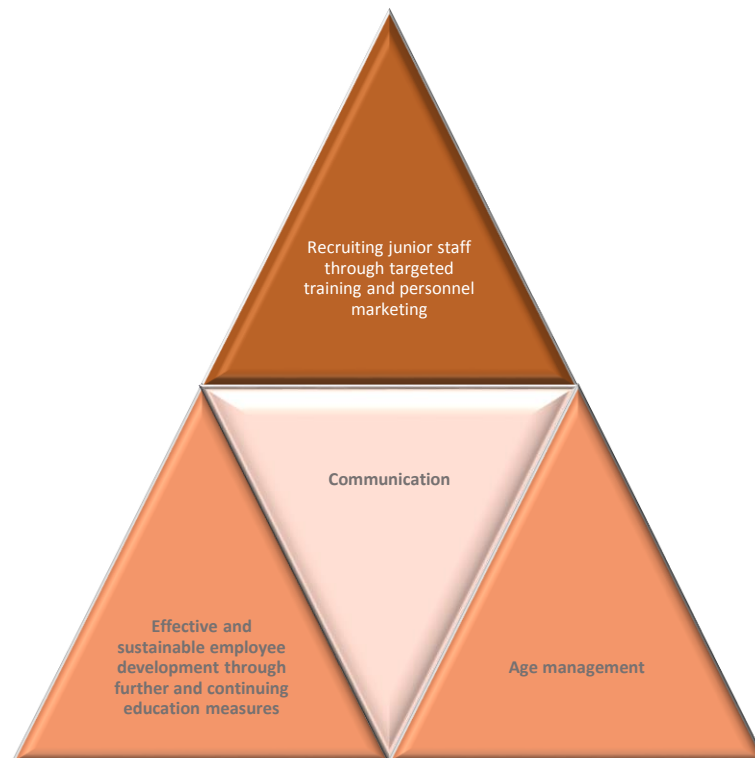 Recruiting junior staff
through targeted
training and personnel
marketing
Communication
Effective and
sustainable employee
development through
further and continuing
education measures
Age management